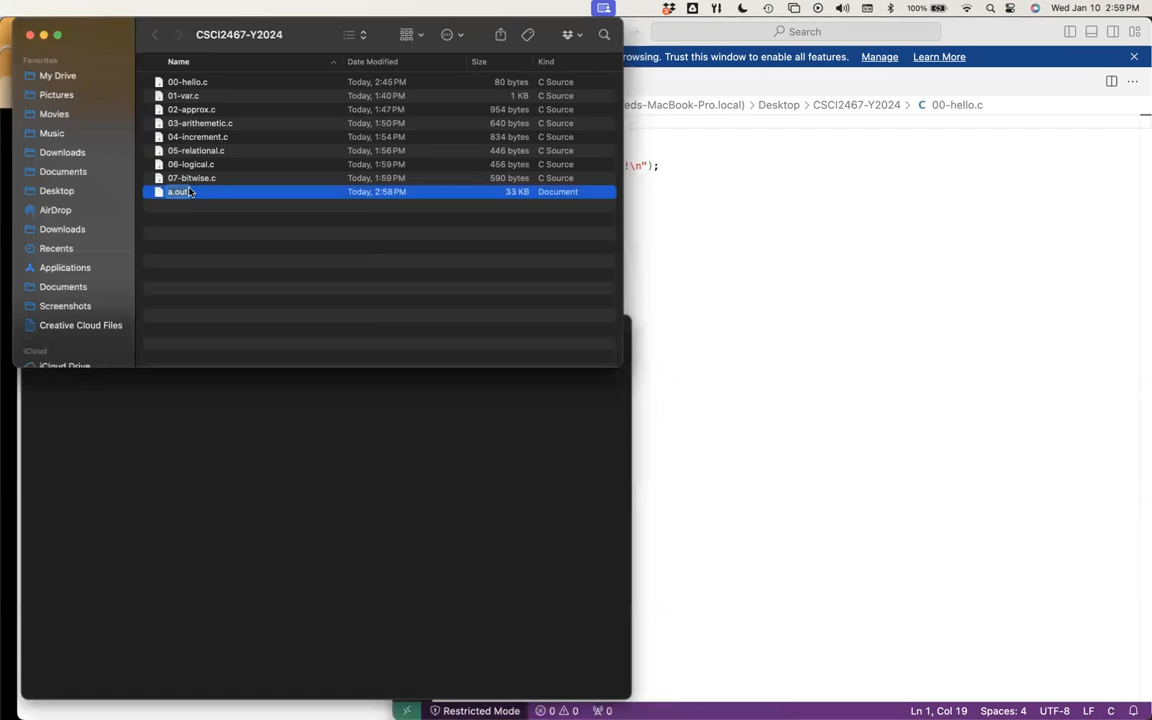 100% Wed Jan 10 2:59 PM
CSCI2467-Y2024
Search
Favorites
My Drive
Pictures
Movies
Music
Downloads
Documents
Desktop
AirDrop
Downloads
Recents
Applications
Documents
Screenshots
Creative Cloud Files
iCloud
iCloud Drive
Name Date Modified Size Kind
00-hello.c Today, 2:45 PM 80 bytes C Source
01-var.c Today, 1:40 PM 1 KB C Source
02-approx.c Today, 1:47 PM 954 bytes C Source
03-arithemetic.c Today, 1:50 PM 640 bytes C Source
04-increment.c Today, 1:54 PM 834 bytes C Source
05-relational.c Today, 1:56 PM 446 bytes C Source
06-logical.c Today, 1:56 PM 456 bytes C Source
07-bitwise.c Today, 1:59 PM 590 bytes C Source
a.out Today, 2:58 PM 33 KB Document
rowsing. Trust this window to enable all features. Manage Learn More
eds-MacBook-Pro.local) > Desktop > CSCI2467-Y2024 > C 00-hello.c
!\n");
Restricted Mode 0 0 0 Ln 1, Col 19 Spaces: 4 UTF-8 LF C